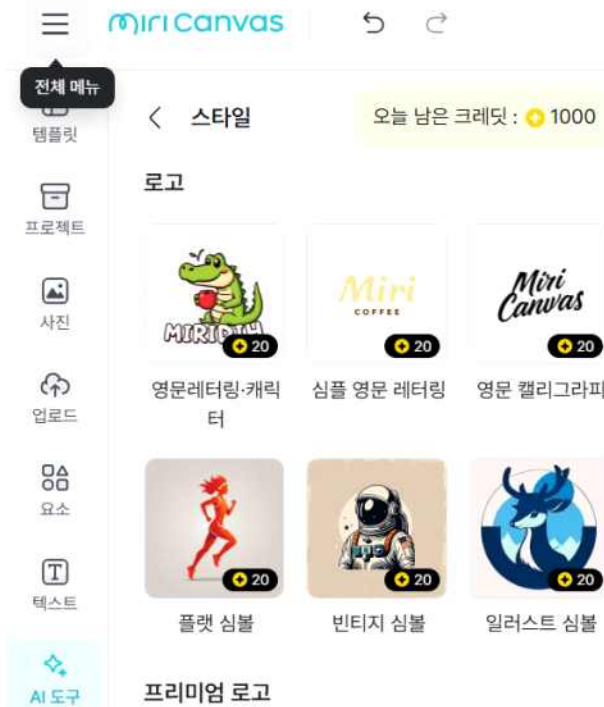 miri canvas
전체 메뉴
템플릿
프로젝트
사진
업로드
요소
텍스트
AI 도구
스타일
오늘 남은 크레딧 : 1000
로고
MIRIDIH
20
영문레터링·캐릭
터
Miri
COFFEE
20
심플 영문 레터링
Miri
Canvas
20
영문 캘리그라피
20
플랫 심볼
20
빈티지 심볼
20
일러스트 심볼
프리미엄 로고